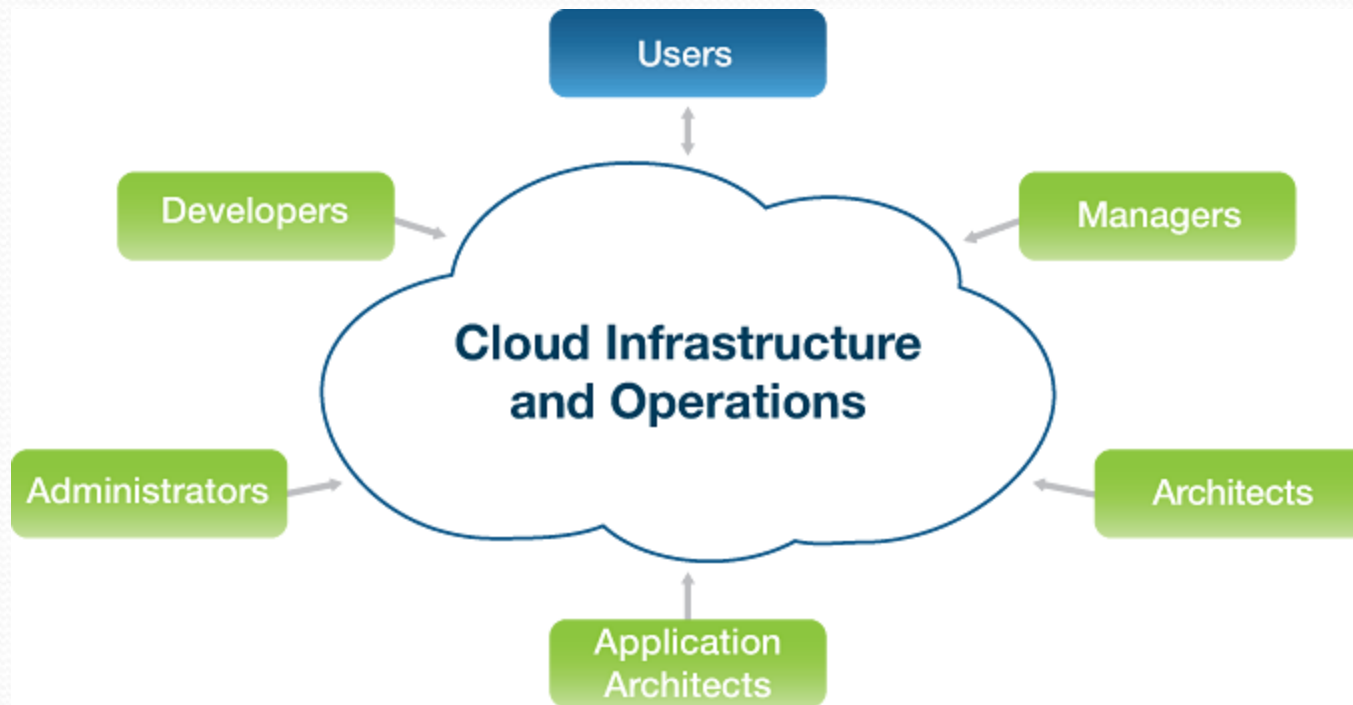 Users
Developers
Managers
Cloud Infrastructure
and Operations
Administrators
Architects
Application
Architects